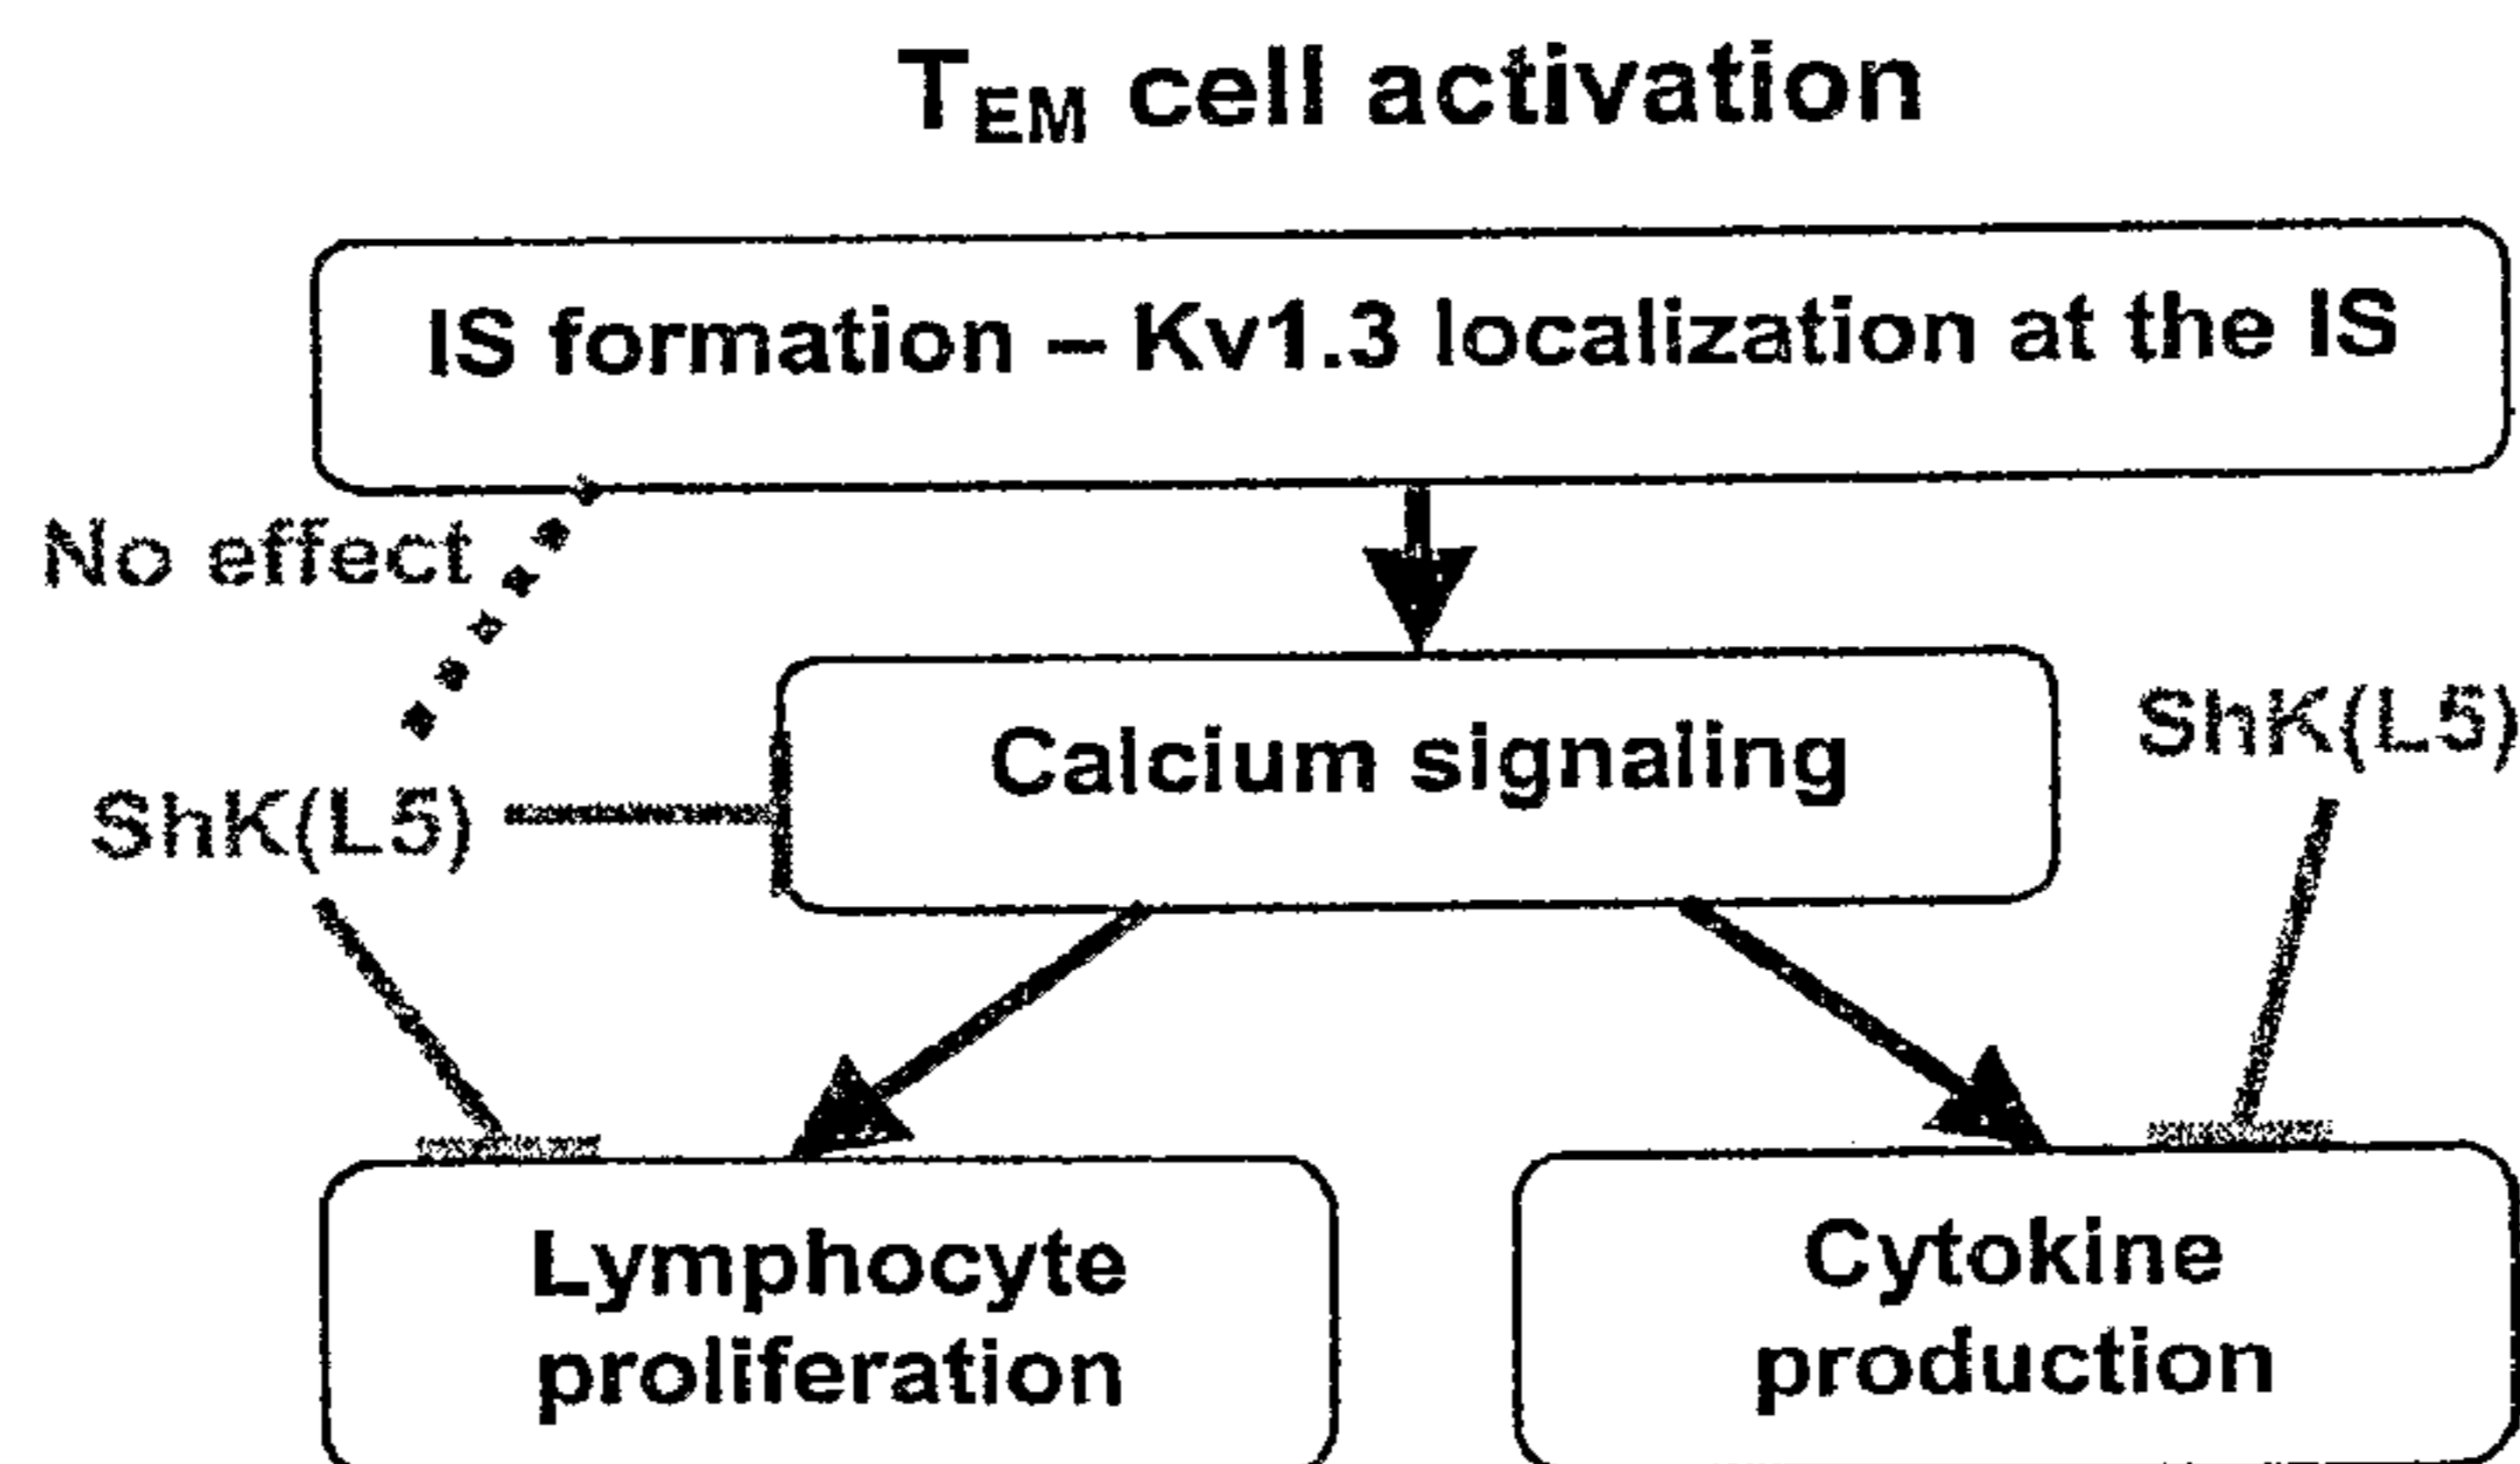 TEM cell activation
IS formation – Kv1.3 localization at the IS
No effect
Calcium signaling
ShK(L5)
ShK(L5)
Lymphocyte
proliferation
Cytokine
production